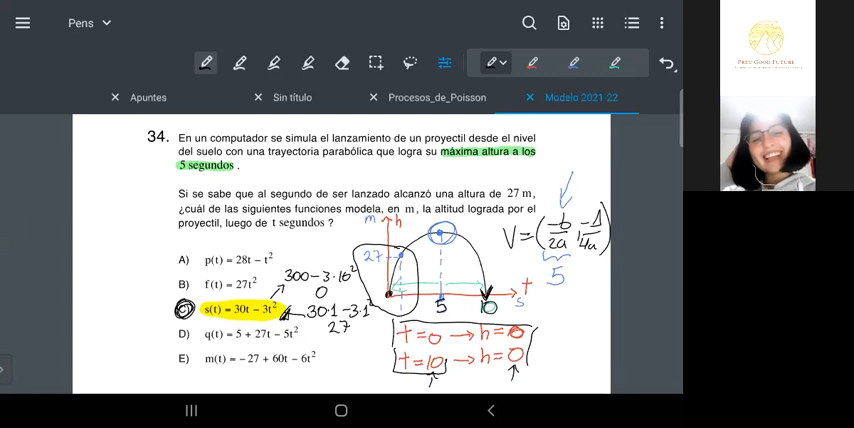 Pens
PREU GOOD FUTURE
Apuntes
Sin título
Procesos_de_Poisson
Modelo 2021-22
34. En un computador se simula el lanzamiento de un proyectil desde el nivel
del suelo con una trayectoria parabólica que logra su máxima altura a los
5 segundos .
Si se sabe que al segundo de ser lanzado alcanzó una altura de 27 m,
¿cuál de las siguientes funciones modela, en m, la altitud lograda por el
proyectil, luego de t segundos ?
A) p(t) = 28t – t²
B) f(t) = 27t²
C) s(t) = 30t – 3t²
D) q(t) = 5 + 27t – 5t²
E) m(t) = –27 + 60t – 6t²
300 – 3·10²
0
30·1 – 3·1²
27
m h
27
5
10
t
s
V = (-b/2a, -Δ/4a)
5
t = 0 → h = 0
t = 10 → h = 0